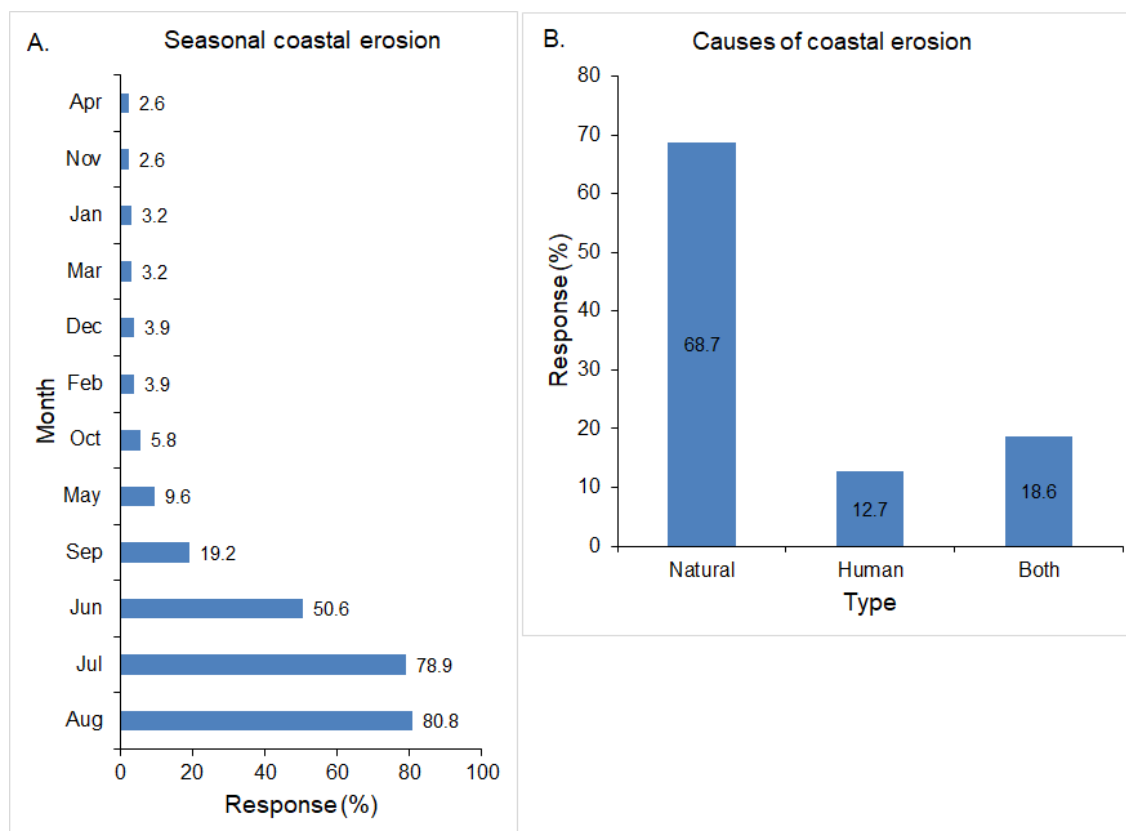 A.
Seasonal coastal erosion
Month
Apr 2.6
Nov 2.6
Jan 3.2
Mar 3.2
Dec 3.9
Feb 3.9
Oct 5.8
May 9.6
Sep 19.2
Jun 50.6
Jul 78.9
Aug 80.8
0 20 40 60 80 100
Response (%)
B.
Causes of coastal erosion
Response (%)
80
70
60
50
40
30
20
10
0
68.7
12.7
18.6
Natural Human Both
Type